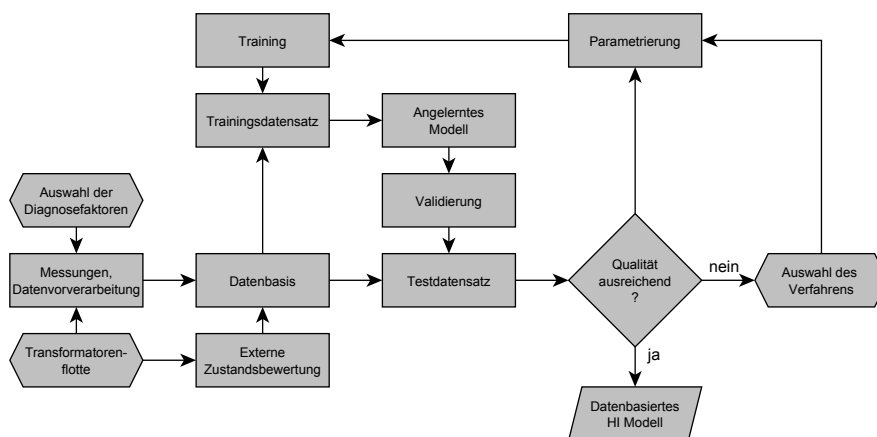 Training
Parametrierung
Trainingsdatensatz
Angelerntes
Modell
Auswahl der
Diagnosefaktoren
Validierung
Messungen,
Datenvorverarbeitung
Datenbasis
Testdatensatz
Qualität
ausreichend
?
nein
Auswahl des
Verfahrens
Transformatoren-
flotte
Externe
Zustandsbewertung
ja
Datenbasiertes
HI Modell